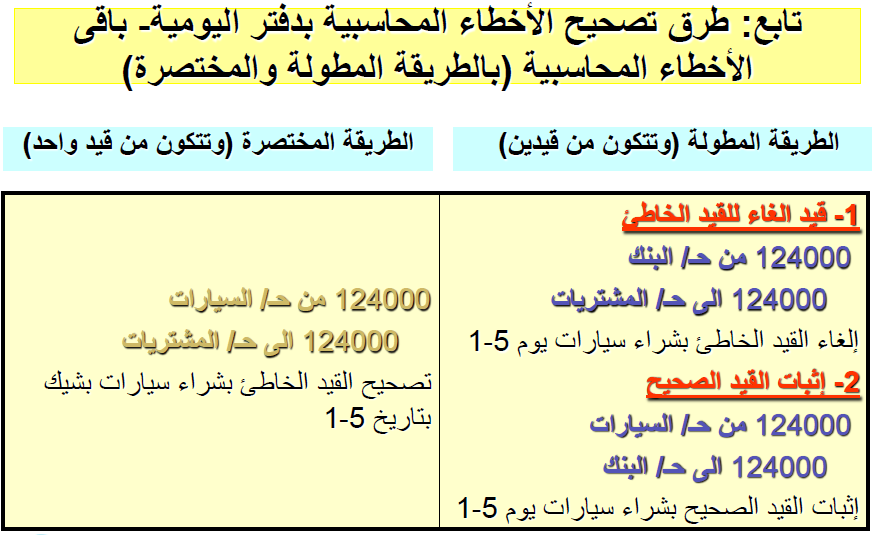 تابع: طرق تصحيح الأخطاء المحاسبية بدفتر اليومية- باقى
الأخطاء المحاسبية (بالطريقة المطولة والمختصرة)
الطريقة المطولة (وتتكون من قيدين)
1- قيد الغاء للقيد الخاطئ
124000 من حـ/ البنك
124000 الى حـ/ المشتريات
إلغاء القيد الخاطئ بشراء سيارات يوم 5-1
2- إثبات القيد الصحيح
124000 من حـ/ السيارات
124000 الى حـ/ البنك
إثبات القيد الصحيح بشراء سيارات يوم 5-1
الطريقة المختصرة (وتتكون من قيد واحد)
124000 من حـ/ السيارات
124000 الى حـ/ المشتريات
تصحيح القيد الخاطئ بشراء سيارات بشيك
بتاريخ 5-1